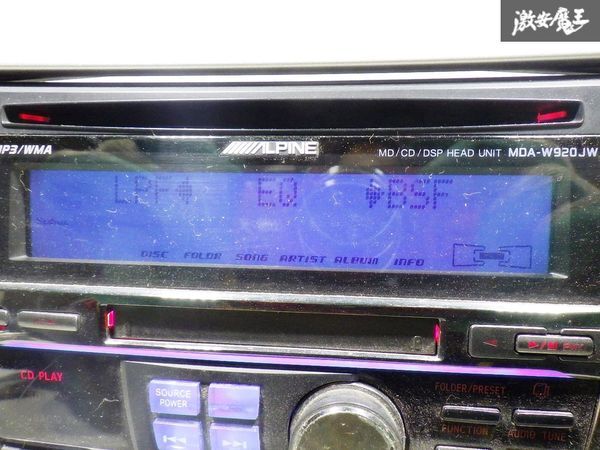 激安魔王
MP3/WMA
ALPINE
MD/CD/DSP HEAD UNIT MDA-W920JW
LPF EQ BSF
DISC FOLDR SONG ARTIST ALBUM INFO
CD PLAY
SOURCE
POWER
FOLDER/PRESET
FUNCTION
AUDIO TUNE